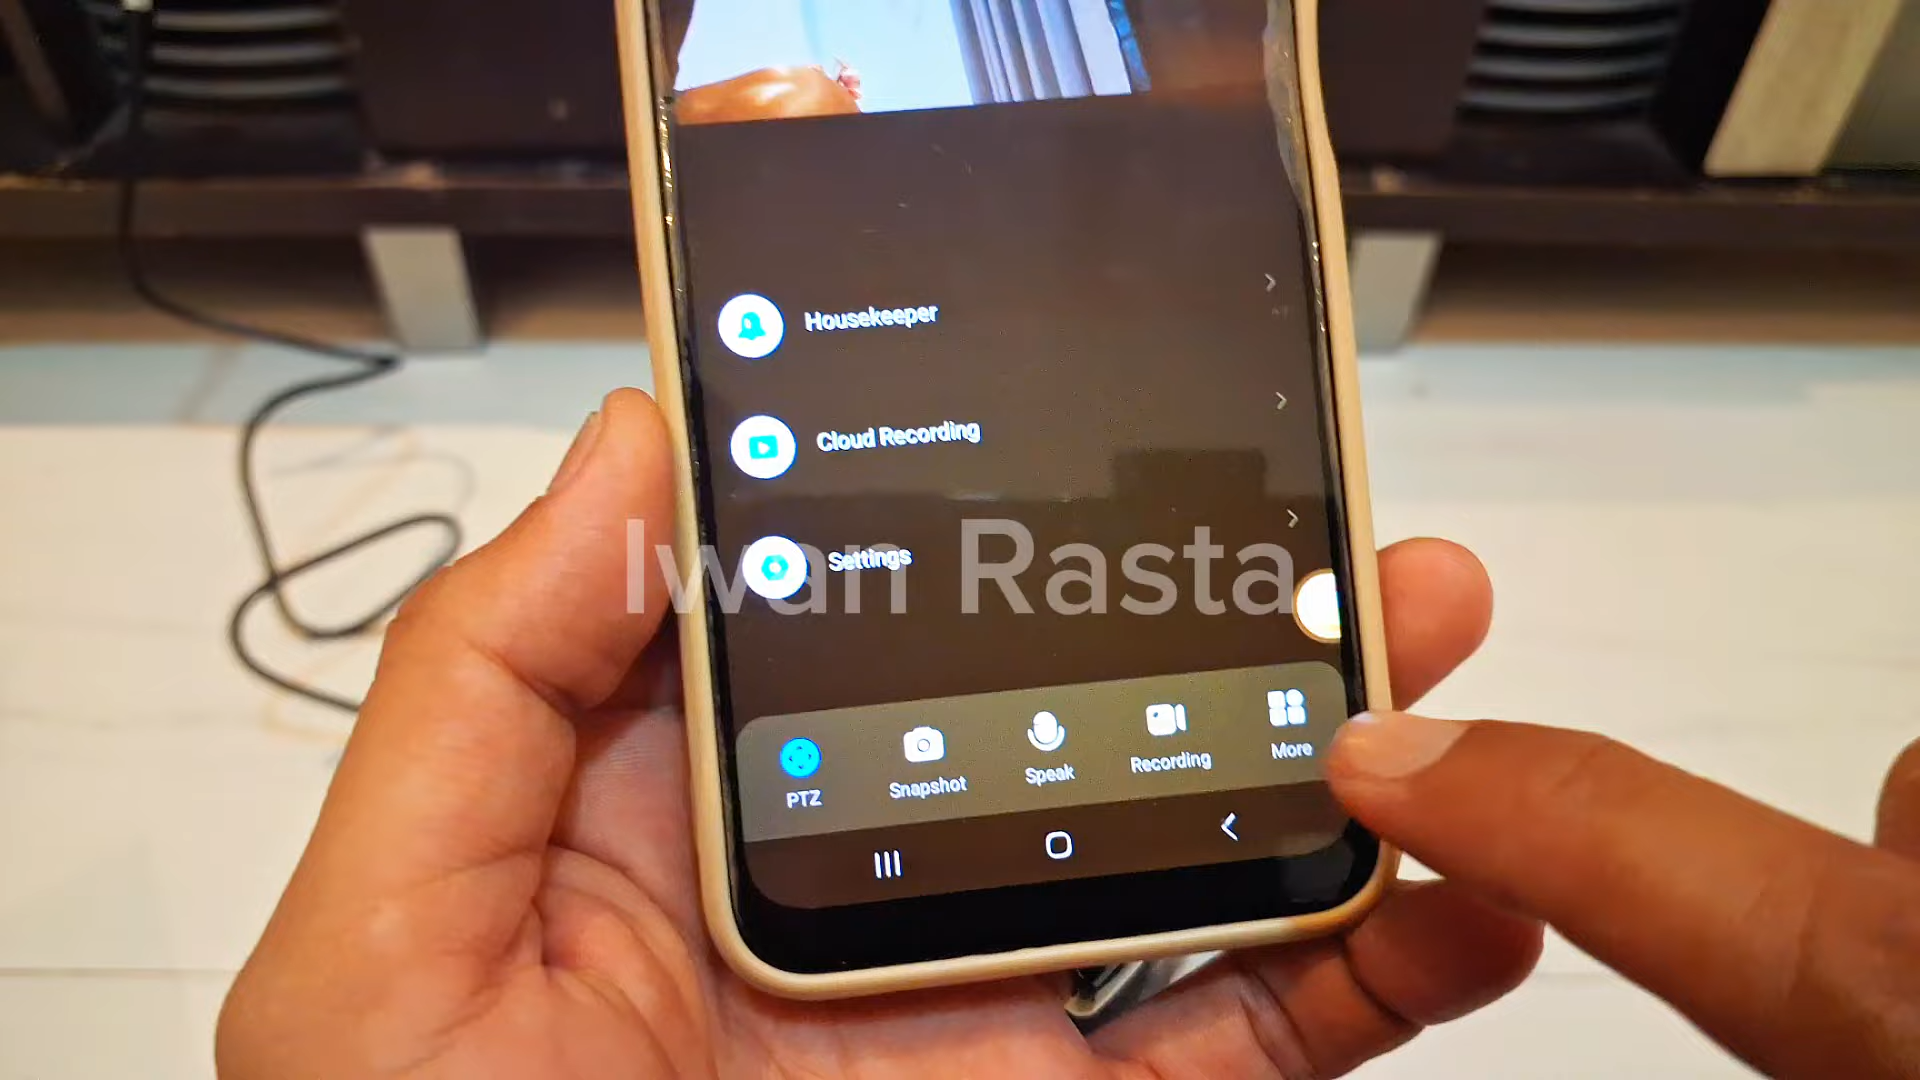 Housekeeper
Cloud Recording
Settings
Iwan Rasta
PTZ
Snapshot
Speak
Recording
More